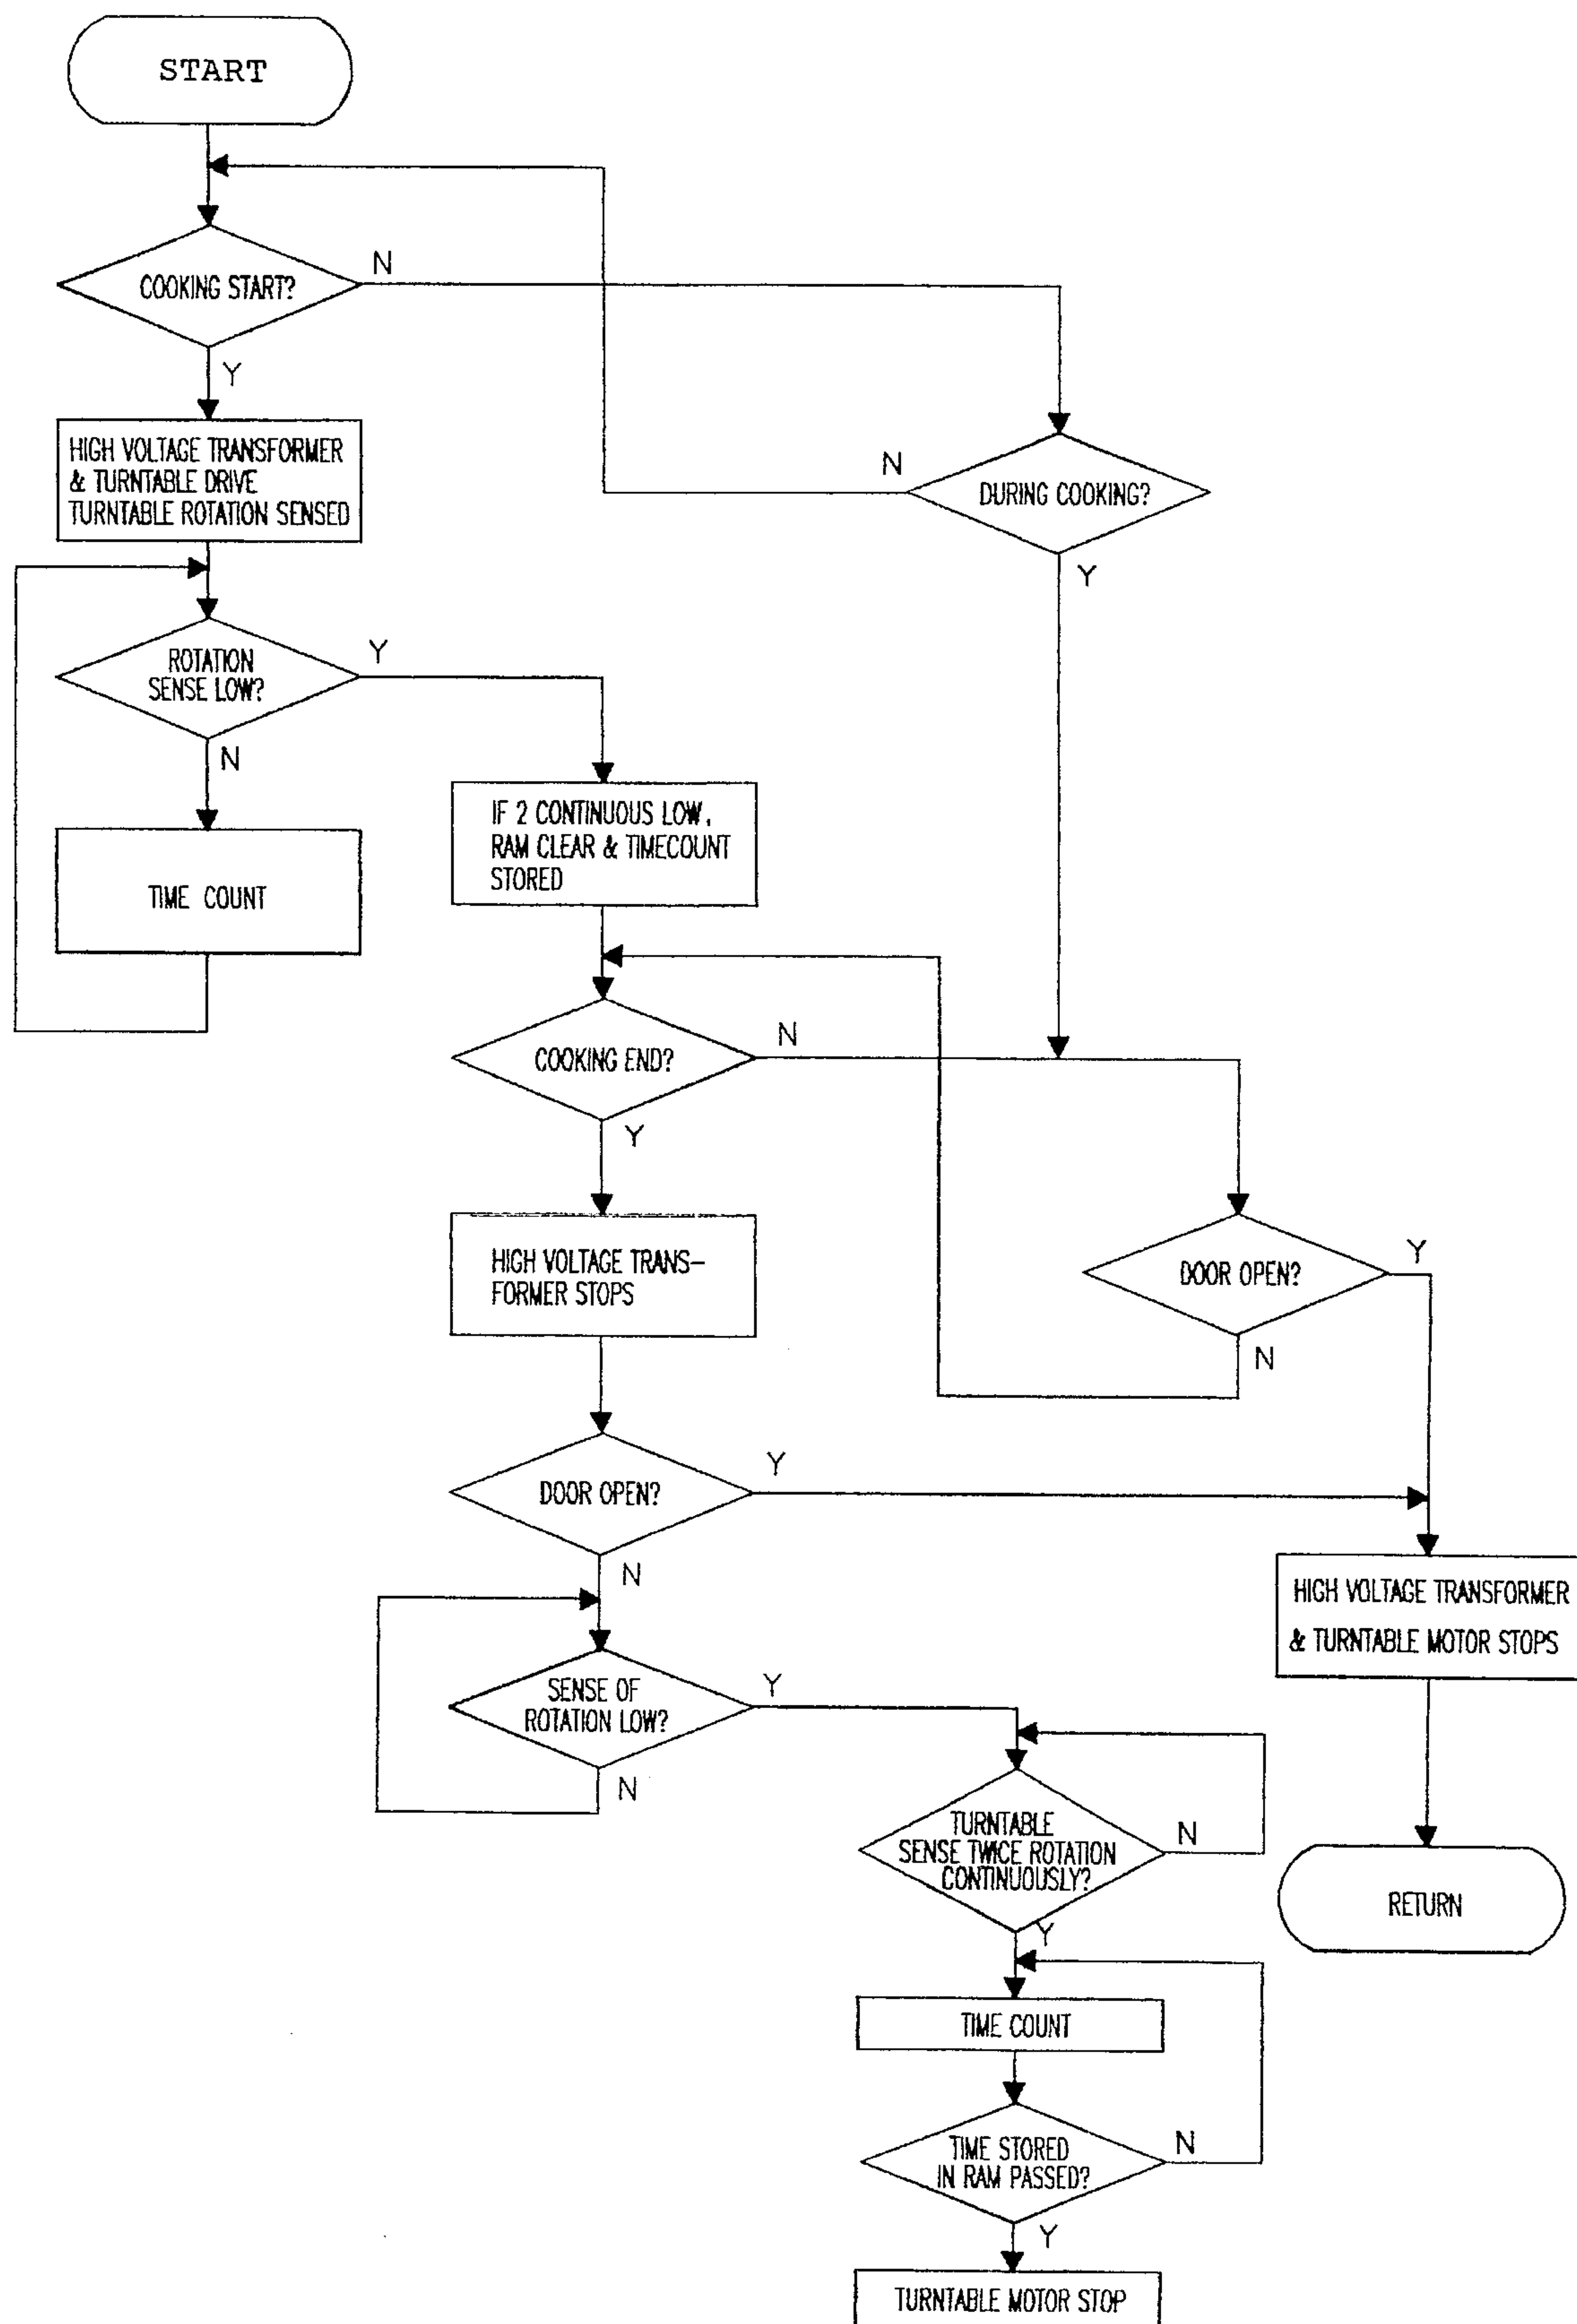 START
COOKING START?
N
Y
HIGH VOLTAGE TRANSFORMER
& TURNTABLE DRIVE
TURNTABLE ROTATION SENSED
N
DURING COOKING?
Y
ROTATION
SENSE LOW?
Y
N
TIME COUNT
IF 2 CONTINUOUS LOW,
RAM CLEAR & TIMECOUNT
STORED
COOKING END?
N
Y
HIGH VOLTAGE TRANS-
FORMER STOPS
DOOR OPEN?
Y
N
DOOR OPEN?
Y
N
HIGH VOLTAGE TRANSFORMER
& TURNTABLE MOTOR STOPS
SENSE OF
ROTATION LOW?
Y
N
TURNTABLE
SENSE TWICE ROTATION
CONTINUOUSLY?
N
Y
RETURN
TIME COUNT
TIME STORED
IN RAM PASSED?
N
Y
TURNTABLE MOTOR STOP